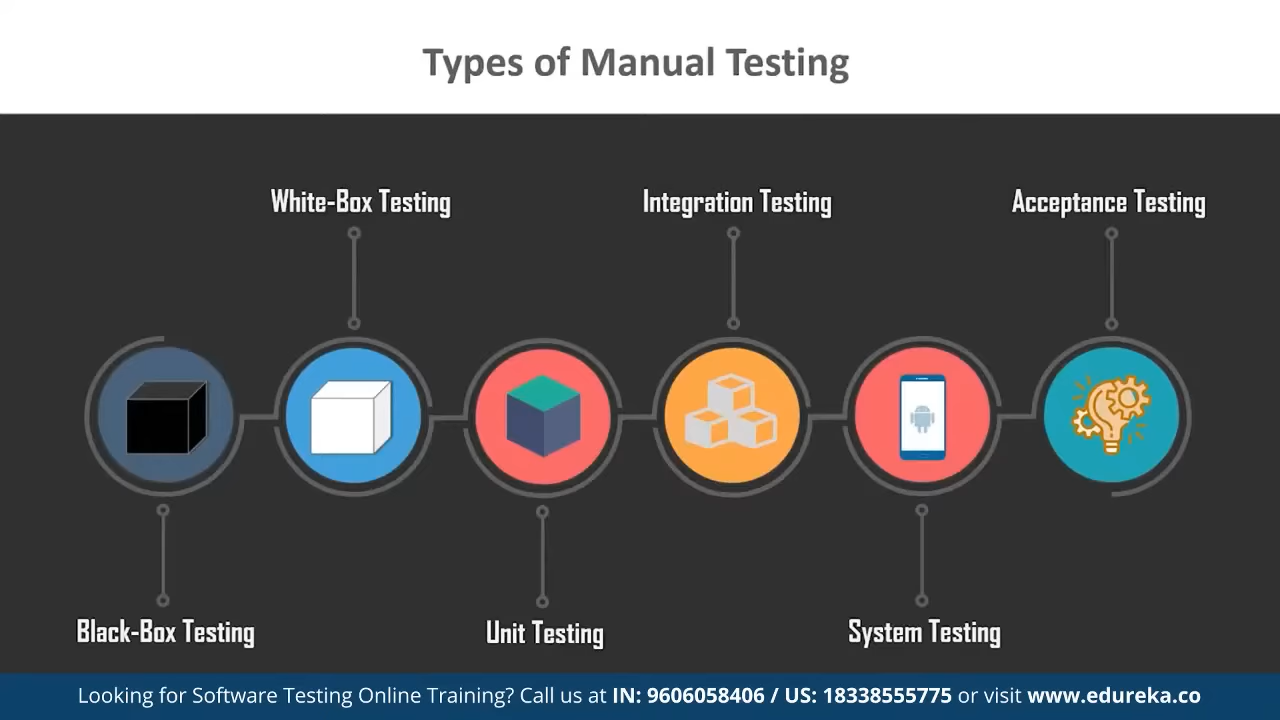 Types of Manual Testing
White-Box Testing
Integration Testing
Acceptance Testing
Black-Box Testing
Unit Testing
System Testing
Looking for Software Testing Online Training? Call us at IN: 9606058406 / US: 18338555775 or visit www.edureka.co